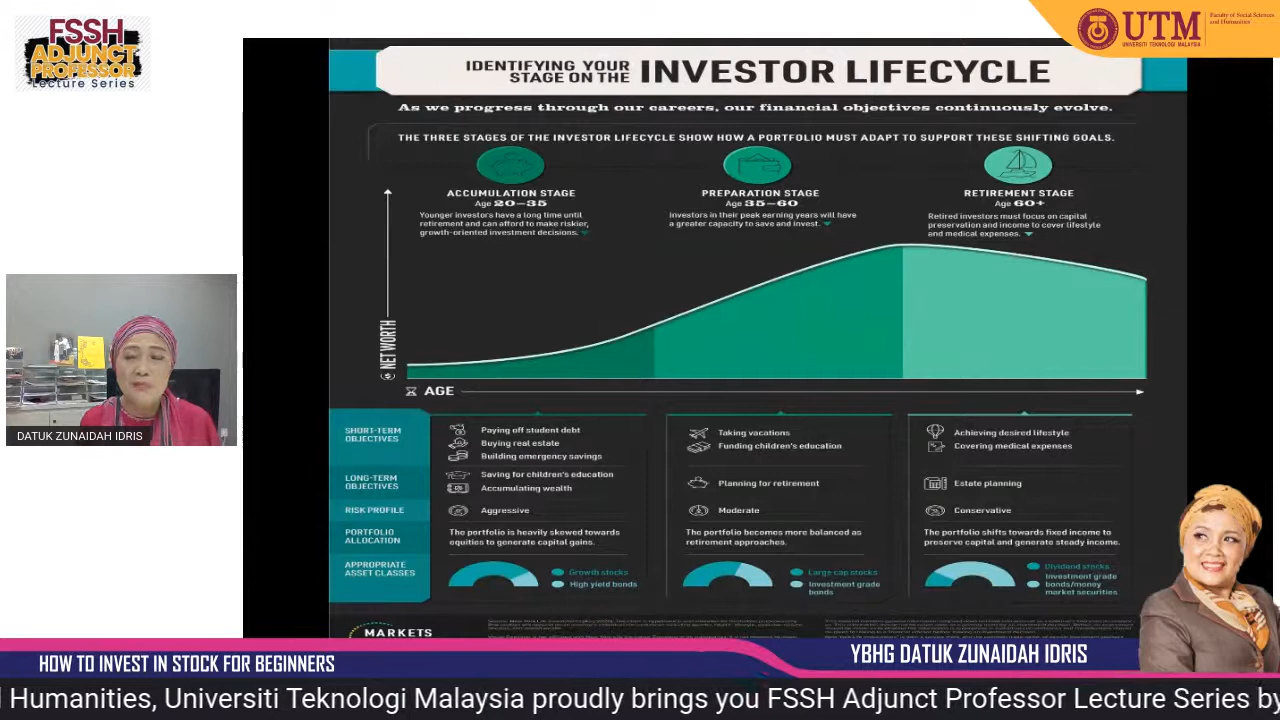 FSSH
ADJUNCT
PROFESSOR
Lecture Series
UTM
UNIVERSITI TEKNOLOGI MALAYSIA
Faculty of Social Sciences
and Humanities
IDENTIFYING YOUR
STAGE ON THE
INVESTOR LIFECYCLE
As we progress through our careers, our financial objectives continuously evolve.
THE THREE STAGES OF THE INVESTOR LIFECYCLE SHOW HOW A PORTFOLIO MUST ADAPT TO SUPPORT THESE SHIFTING GOALS.
ACCUMULATION STAGE
Age 20–35
Younger investors have a long time until
retirement and can afford to make riskier,
growth-oriented investment decisions.
PREPARATION STAGE
Age 35–60
Investors in their peak earning years will have
a greater capacity to save and invest.
RETIREMENT STAGE
Age 60+
Retired investors must focus on capital
preservation and income to cover lifestyle
and medical expenses.
NET WORTH
AGE
SHORT-TERM
OBJECTIVES
Paying off student debt
Buying real estate
Building emergency savings
Taking vacations
Funding children's education
Achieving desired lifestyle
Covering medical expenses
LONG-TERM
OBJECTIVES
Saving for children's education
Accumulating wealth
Planning for retirement
Estate planning
RISK PROFILE
Aggressive
Moderate
Conservative
PORTFOLIO
ALLOCATION
The portfolio is heavily skewed towards
equities to generate capital gains.
The portfolio becomes more balanced as
retirement approaches.
The portfolio shifts towards fixed income to
preserve capital and generate steady income.
APPROPRIATE
ASSET CLASSES
Growth stocks
High yield bonds
Large cap stocks
Investment grade
bonds
Dividend stocks
Investment grade
bonds/money
market securities
MARKETS
DATUK ZUNAIDAH IDRIS
HOW TO INVEST IN STOCK FOR BEGINNERS
YBHG DATUK ZUNAIDAH IDRIS
Humanities, Universiti Teknologi Malaysia proudly brings you FSSH Adjunct Professor Lecture Series by